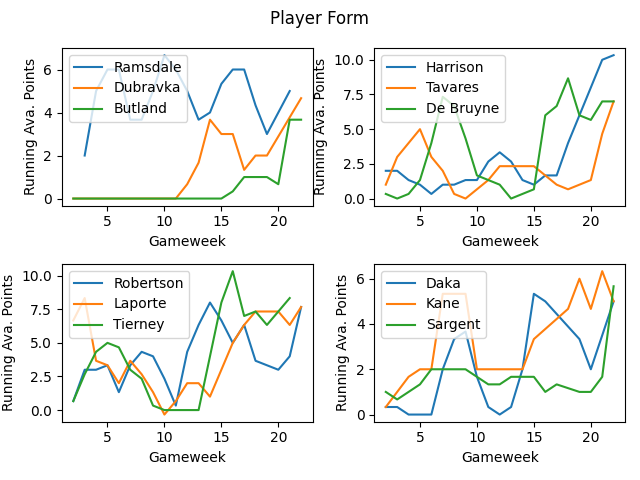 Player Form
Running Ava. Points
6
4
2
0
Ramsdale
Dubravka
Butland
5
10
15
20
Gameweek
Running Ava. Points
10.0
7.5
5.0
2.5
0.0
Harrison
Tavares
De Bruyne
5
10
15
20
Gameweek
Running Ava. Points
10.0
7.5
5.0
2.5
0.0
Robertson
Laporte
Tierney
5
10
15
20
Gameweek
Running Ava. Points
6
4
2
0
Daka
Kane
Sargent
5
10
15
20
Gameweek